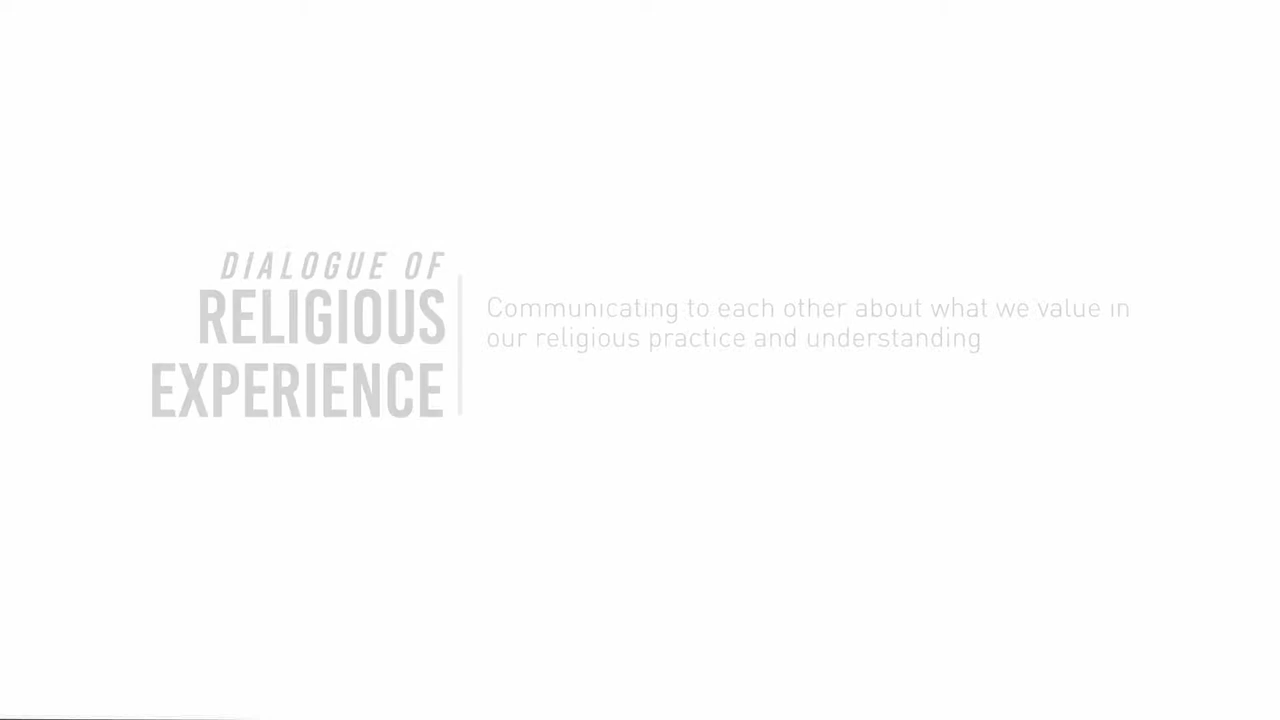 DIALOGUE OF
RELIGIOUS
EXPERIENCE
Communicating to each other about what we value in
our religious practice and understanding